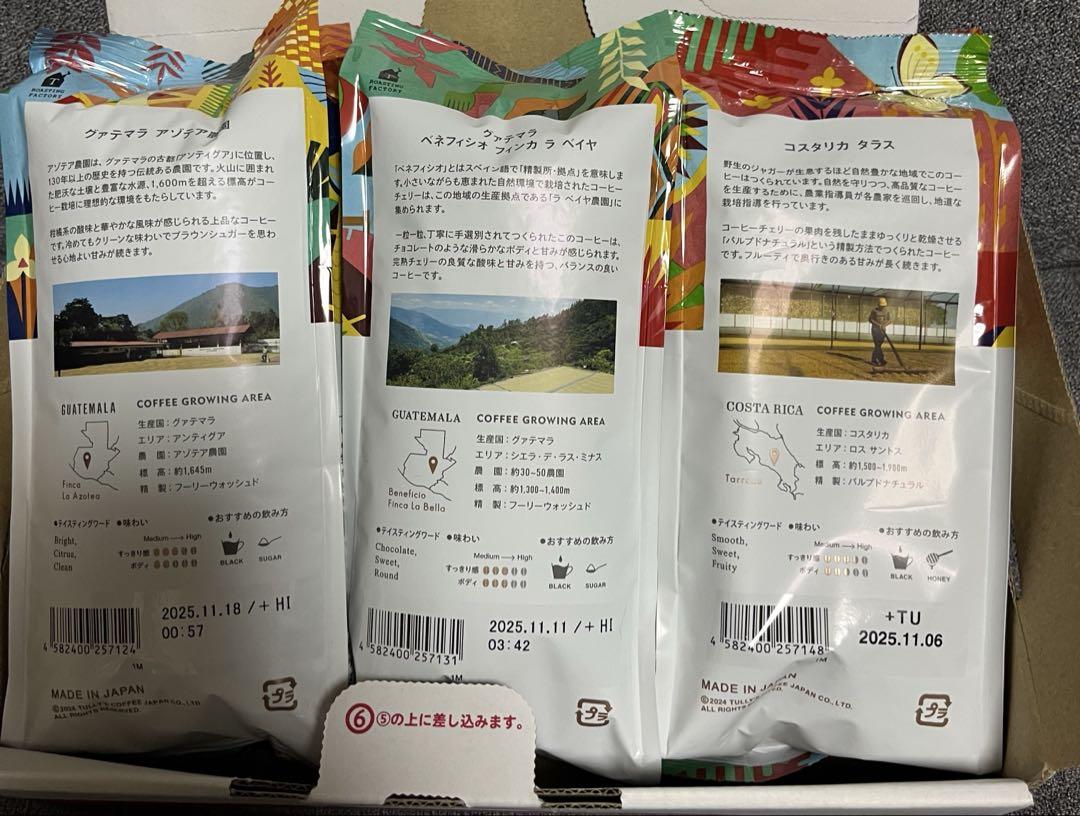 ROASTING
FACTORY
グァテマラ アゾテア農園
アゾテア農園は、グァテマラの古都「アンティグア」に位置し、
130年以上の歴史を持つ伝統ある農園です。火山に囲まれ
た肥沃な土壌と豊富な水源、1,600mを超える標高がコー
ヒー栽培に理想的な環境をもたらしています。
柑橘系の酸味と華やかな風味が感じられる上品なコーヒー
です。冷めてもクリーンな味わいでブラウンシュガーを思わ
せる心地よい甘みが続きます。
GUATEMALA
COFFEE GROWING AREA
生産国：グァテマラ
エリア：アンティグア
農　園：アゾテア農園
標　高：約1,645m
精　製：フーリーウォッシュド
Finca
La Azotea
●テイスティングワード ●味わい ●おすすめの飲み方
Bright,
Citrus,
Clean
Medium → High
すっきり感
ボディ
BLACK
SUGAR
4 582400 257124
2025.11.18 / + HI
00:57
1M
MADE IN JAPAN
©2024 TULLY'S COFFEE JAPAN CO., LTD.
ALL RIGHTS RESERVED.
プラ
ROASTING
FACTORY
グァテマラ
ベネフィシオ フィンカ ラ ベイヤ
「ベネフィシオ」とはスペイン語で「精製所・拠点」を意味しま
す。小さいながらも恵まれた自然環境で栽培されたコーヒー
チェリーは、この地域の生産拠点である「ラ ベイヤ農園」に
集められます。
一粒一粒、丁寧に手選別されてつくられたこのコーヒーは、
チョコレートのような滑らかなボディと甘みが感じられます。
完熟チェリーの良質な酸味と甘みを持つ、バランスの良い
コーヒーです。
GUATEMALA
COFFEE GROWING AREA
生産国：グァテマラ
エリア：シエラ・デ・ラス・ミナス
農　園：約30~50農園
標　高：約1,300~1,400m
精　製：フーリーウォッシュド
Beneficio
Finca La Bella
●テイスティングワード ●味わい ●おすすめの飲み方
Chocolate,
Sweet,
Round
Medium → High
すっきり感
ボディ
BLACK
SUGAR
4 582400 257131
2025.11.11 / + HI
03:42
1M
プラ
コスタリカ タラス
野生のジャガーが生息するほど自然豊かな地域でこのコー
ヒーはつくられています。自然を守りつつ、高品質なコーヒー
を生産するために、農業指導員が各農家を巡回し、地道な
栽培指導を行っています。
コーヒーチェリーの果肉を残したままゆっくりと乾燥させる
「パルプドナチュラル」という精製方法でつくられたコーヒー
です。フルーティで奥行きのある甘みが長く続きます。
COSTA RICA
COFFEE GROWING AREA
生産国：コスタリカ
エリア：ロス サントス
標　高：約1,500~1,900m
精　製：パルプドナチュラル
●テイスティングワード ●味わい ●おすすめの飲み方
Smooth,
Sweet,
Fruity
Medium → High
すっきり感
ボディ
BLACK
HONEY
4 582400 257148
1M
+TU
2025.11.06
MADE IN JAPAN
©2024 TULLY'S COFFEE JAPAN CO., LTD.
ALL RIGHTS
プラ
⑥⑤の上に差し込みます。